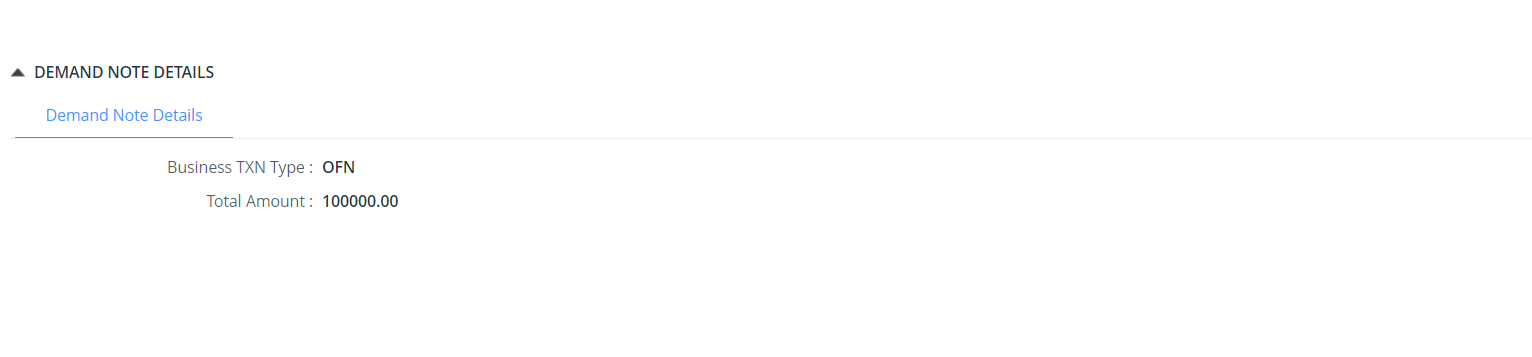 DEMAND NOTE DETAILS
Demand Note Details
Business TXN Type : OFN
Total Amount : 100000.00